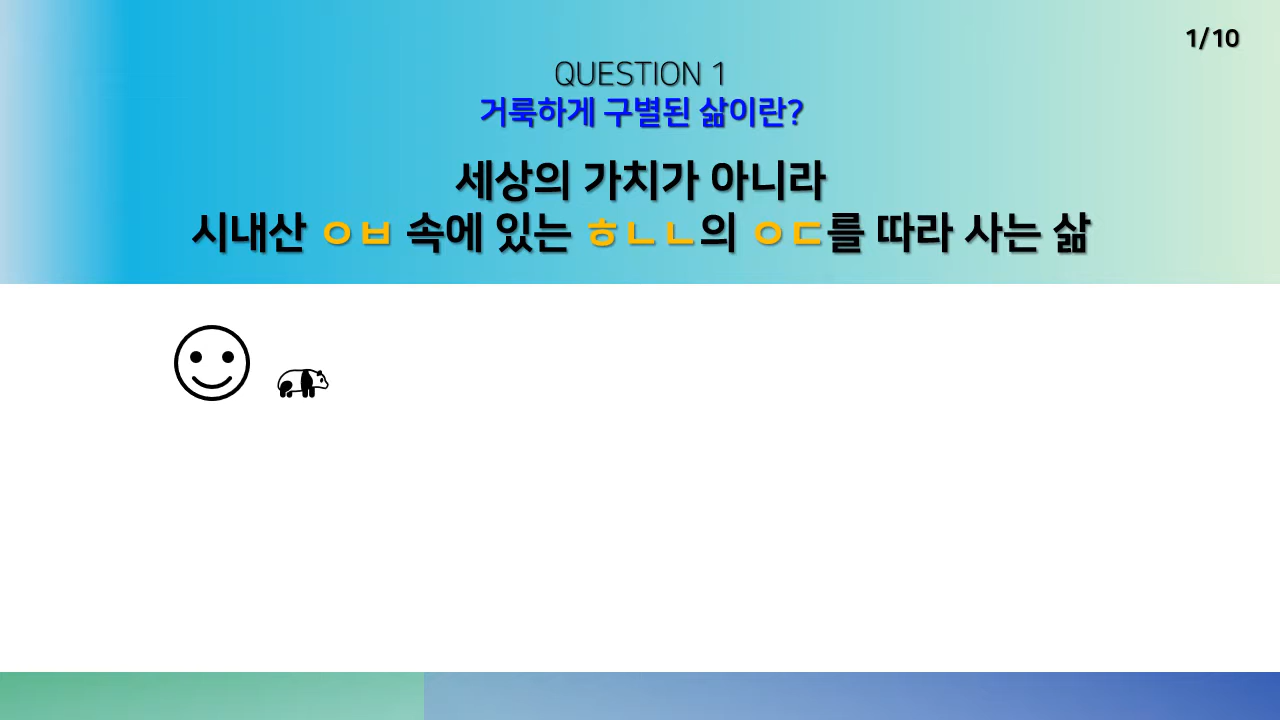 1/10
QUESTION 1
거룩하게 구별된 삶이란?
세상의 가치가 아니라
시내산 ㅇㅂ 속에 있는 ㅎㄴㄴ의 ㅇㄷ를 따라 사는 삶